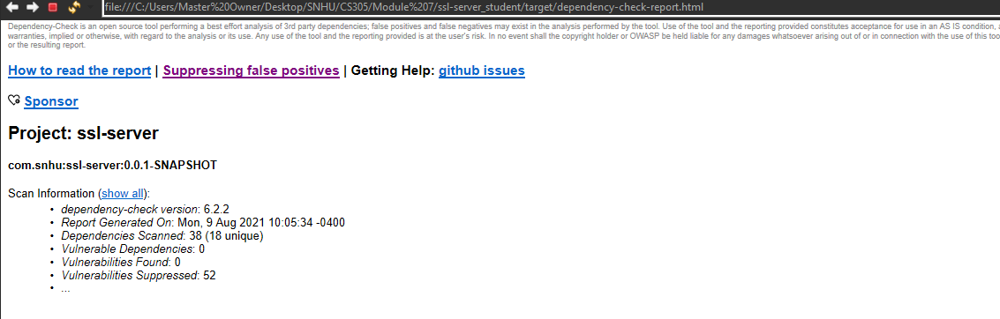 file:///C:/Users/Master%20Owner/Desktop/SNHU/CS305/Module%207/ssl-server_student/target/dependency-check-report.html
Dependency-Check is an open source tool performing a best effort analysis of 3rd party dependencies; false positives and false negatives may exist in the analysis performed by the tool. Use of the tool and the reporting provided constitutes acceptance for use in an AS IS condition,
warranties, implied or otherwise, with regard to the analysis or its use. Any use of the tool and the reporting provided is at the user's risk. In no event shall the copyright holder or OWASP be held liable for any damages whatsoever arising out of or in connection with the use of this too
or the resulting report.
How to read the report | Suppressing false positives | Getting Help: github issues
Sponsor
Project: ssl-server
com.snhu:ssl-server:0.0.1-SNAPSHOT
Scan Information (show all):
• dependency-check version: 6.2.2
• Report Generated On: Mon, 9 Aug 2021 10:05:34 -0400
• Dependencies Scanned: 38 (18 unique)
• Vulnerable Dependencies: 0
• Vulnerabilities Found: 0
• Vulnerabilities Suppressed: 52
• ...